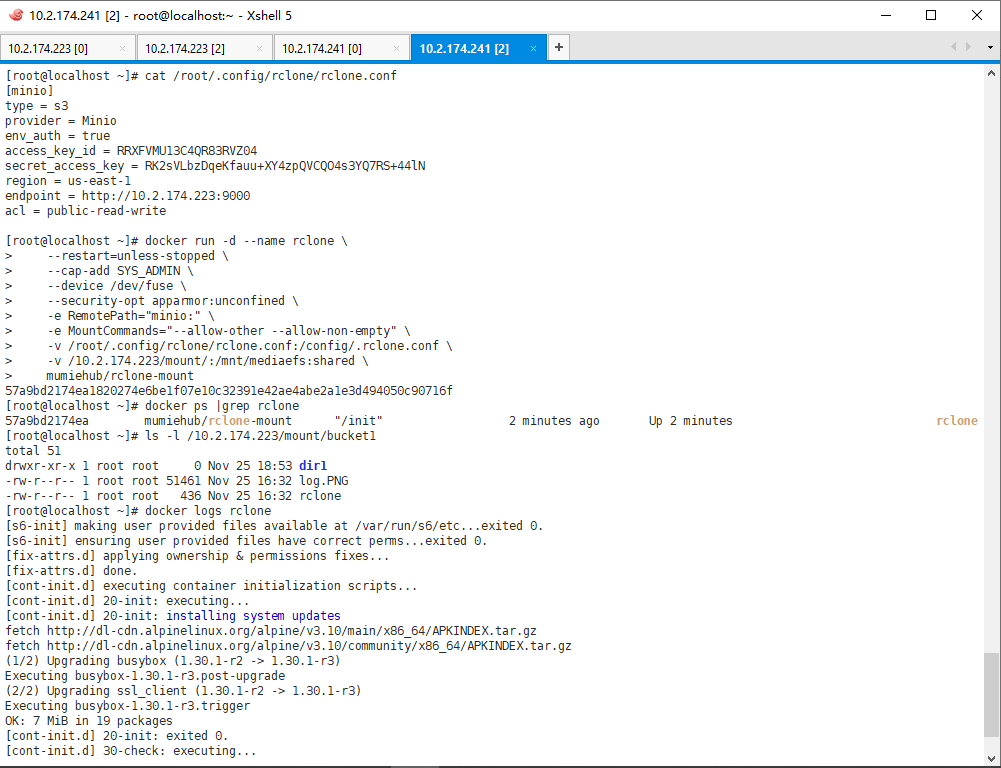 10.2.174.241 [2] - root@localhost:~ - Xshell 5
10.2.174.223 [0] × 10.2.174.223 [2] × 10.2.174.241 [0] × 10.2.174.241 [2] × +
[root@localhost ~]# cat /root/.config/rclone/rclone.conf
[minio]
type = s3
provider = Minio
env_auth = true
access_key_id = RRXFVMU13C4QR83RVZ04
secret_access_key = RK2sVLbzDqeKfauu+XY4zpQVCQO4s3YQ7RS+44lN
region = us-east-1
endpoint = http://10.2.174.223:9000
acl = public-read-write
[root@localhost ~]# docker run -d --name rclone \
>     --restart=unless-stopped \
>     --cap-add SYS_ADMIN \
>     --device /dev/fuse \
>     --security-opt apparmor:unconfined \
>     -e RemotePath="minio:" \
>     -e MountCommands="--allow-other --allow-non-empty" \
>     -v /root/.config/rclone/rclone.conf:/config/.rclone.conf \
>     -v /10.2.174.223/mount/:/mnt/mediaefs:shared \
>     mumiehub/rclone-mount
57a9bd2174ea1820274e6be1f07e10c32391e42ae4abe2a1e3d494050c90716f
[root@localhost ~]# docker ps |grep rclone
57a9bd2174ea        mumiehub/rclone-mount      "/init"                  2 minutes ago       Up 2 minutes                             rclone
[root@localhost ~]# ls -l /10.2.174.223/mount/bucket1
total 51
drwxr-xr-x 1 root root     0 Nov 25 18:53 dir1
-rw-r--r-- 1 root root 51461 Nov 25 16:32 log.PNG
-rw-r--r-- 1 root root   436 Nov 25 16:32 rclone
[root@localhost ~]# docker logs rclone
[s6-init] making user provided files available at /var/run/s6/etc...exited 0.
[s6-init] ensuring user provided files have correct perms...exited 0.
[fix-attrs.d] applying ownership & permissions fixes...
[fix-attrs.d] done.
[cont-init.d] executing container initialization scripts...
[cont-init.d] 20-init: executing...
[cont-init.d] 20-init: installing system updates
fetch http://dl-cdn.alpinelinux.org/alpine/v3.10/main/x86_64/APKINDEX.tar.gz
fetch http://dl-cdn.alpinelinux.org/alpine/v3.10/community/x86_64/APKINDEX.tar.gz
(1/2) Upgrading busybox (1.30.1-r2 -> 1.30.1-r3)
Executing busybox-1.30.1-r3.post-upgrade
(2/2) Upgrading ssl_client (1.30.1-r2 -> 1.30.1-r3)
Executing busybox-1.30.1-r3.trigger
OK: 7 MiB in 19 packages
[cont-init.d] 20-init: exited 0.
[cont-init.d] 30-check: executing...